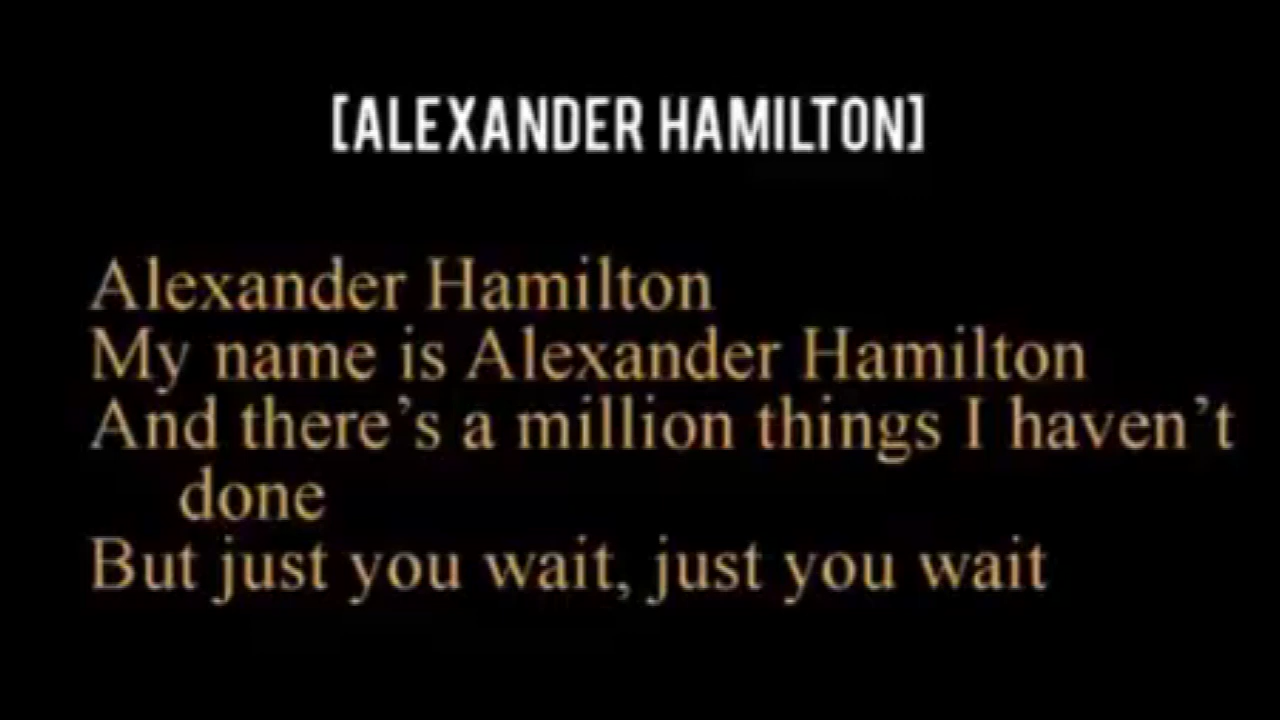 [ALEXANDER HAMILTON]
Alexander Hamilton
My name is Alexander Hamilton
And there’s a million things I haven’t
done
But just you wait, just you wait